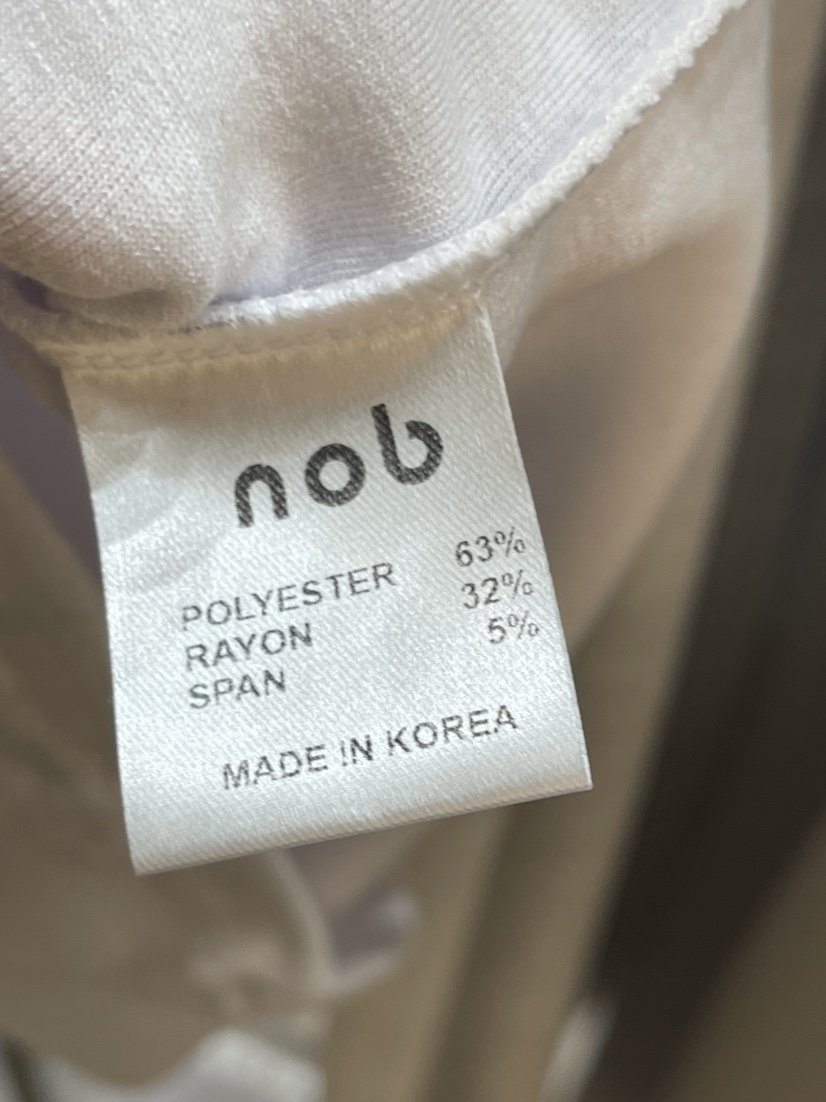 nob
POLYESTER 63%
RAYON 32%
SPAN 5%
MADE IN KOREA